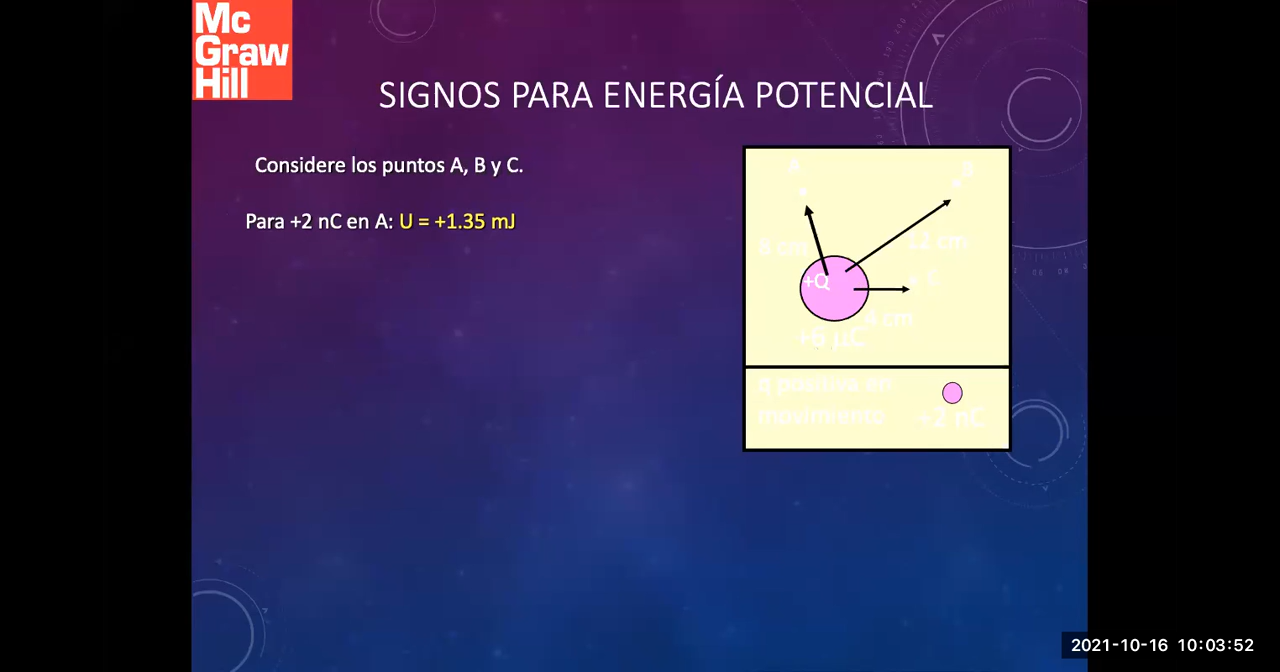 Mc
Graw
Hill
SIGNOS PARA ENERGÍA POTENCIAL
Considere los puntos A, B y C.
Para +2 nC en A: U = +1.35 mJ
A
B
8 cm
12 cm
+Q
C
4 cm
+6 µC
q positiva en
movimiento
+2 nC
2021-10-16 10:03:52